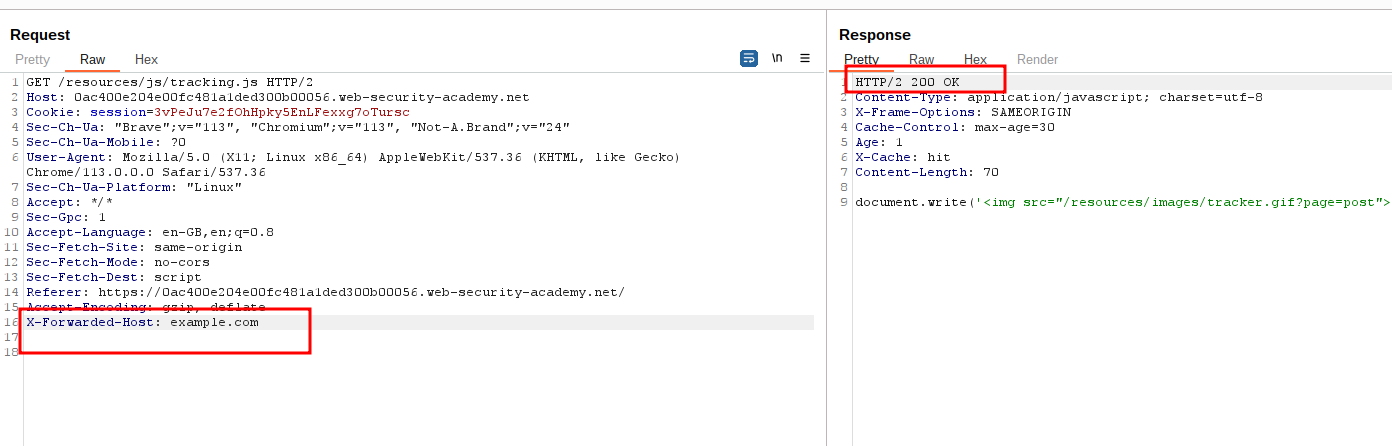 Request
Pretty Raw Hex \n
1 GET /resources/js/tracking.js HTTP/2
2 Host: 0ac400e204e00fc481a1ded300b00056.web-security-academy.net
3 Cookie: session=3vPeJu7e2fOhHpky5EnLFexxg7oTursc
4 Sec-Ch-Ua: "Brave";v="113", "Chromium";v="113", "Not-A.Brand";v="24"
5 Sec-Ch-Ua-Mobile: ?0
6 User-Agent: Mozilla/5.0 (X11; Linux x86_64) AppleWebKit/537.36 (KHTML, like Gecko)
Chrome/113.0.0.0 Safari/537.36
7 Sec-Ch-Ua-Platform: "Linux"
8 Accept: */*
9 Sec-Gpc: 1
10 Accept-Language: en-GB,en;q=0.8
11 Sec-Fetch-Site: same-origin
12 Sec-Fetch-Mode: no-cors
13 Sec-Fetch-Dest: script
14 Referer: https://0ac400e204e00fc481a1ded300b00056.web-security-academy.net/
15 Accept-Encoding: gzip, deflate
16 X-Forwarded-Host: example.com
17
18
Response
Pretty Raw Hex Render
1 HTTP/2 200 OK
2 Content-Type: application/javascript; charset=utf-8
3 X-Frame-Options: SAMEORIGIN
4 Cache-Control: max-age=30
5 Age: 1
6 X-Cache: hit
7 Content-Length: 70
8
9 document.write('<img src="/resources/images/tracker.gif?page=post">